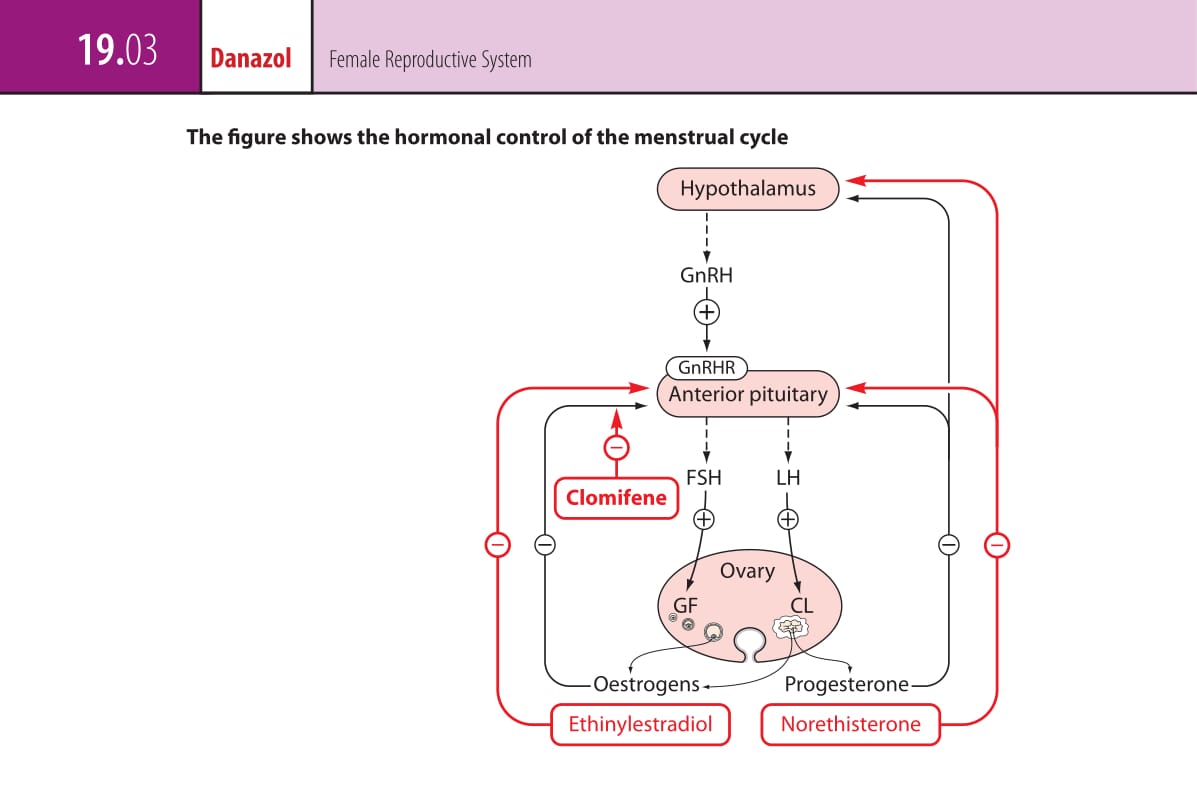 19.03
Danazol
Female Reproductive System
The figure shows the hormonal control of the menstrual cycle
Hypothalamus
GnRH
+
GnRHR
Anterior pituitary
−
Clomifene
FSH
LH
+
+
−
−
−
−
Ovary
GF
CL
Oestrogens
Progesterone
Ethinylestradiol
Norethisterone